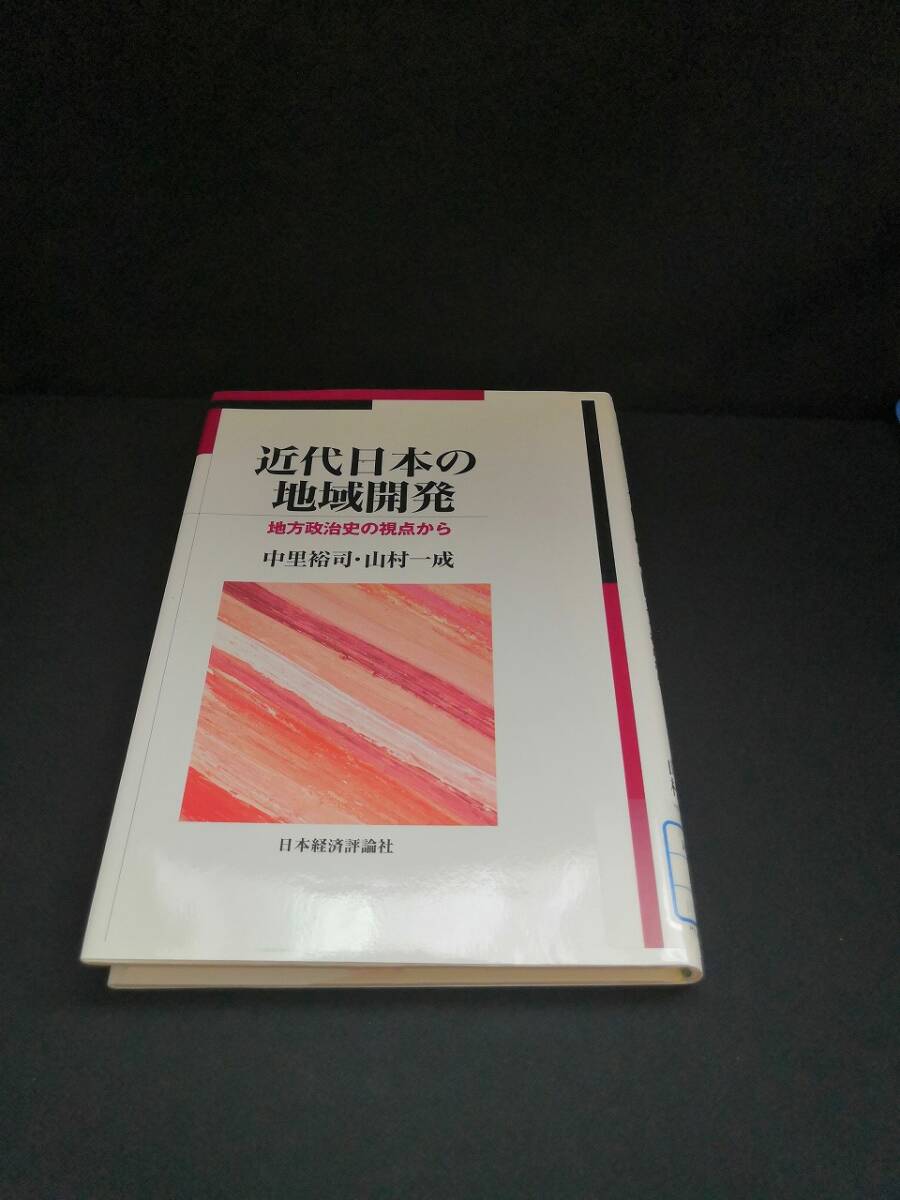 近代日本の
地域開発
地方政治史の視点から
中里裕司・山村一成
日本経済評論社